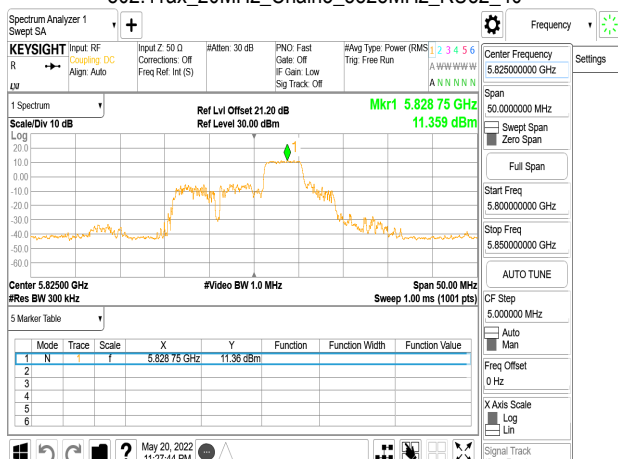 Spectrum Analyzer 1
Swept SA
Frequency
Settings
KEYSIGHT
R
Input: RF
Coupling: DC
Align: Auto
Input Z: 50 Ω
Corrections: Off
Freq Ref: Int (S)
#Atten: 30 dB
PNO: Fast
Gate: Off
IF Gain: Low
Sig Track: Off
#Avg Type: Power (RMS
Trig: Free Run
1 2 3 4 5 6
A W W W W W
A N N N N N
1 Spectrum
Scale/Div 10 dB
Log
Ref Lvl Offset 21.20 dB
Ref Level 30.00 dBm
Mkr1 5.828 75 GHz
11.359 dBm
1
20.0
10.0
0.00
-10.0
-20.0
-30.0
-40.0
-50.0
-60.0
Center 5.82500 GHz
#Video BW 1.0 MHz
Span 50.00 MHz
#Res BW 300 kHz
Sweep 1.00 ms (1001 pts)
5 Marker Table
Mode Trace Scale X Y Function Function Width Function Value
1 N 1 f 5.828 75 GHz 11.36 dBm
2
3
4
5
6
May 20, 2022
Center Frequency
5.825000000 GHz
Span
50.0000000 MHz
Swept Span
Zero Span
Full Span
Start Freq
5.800000000 GHz
Stop Freq
5.850000000 GHz
AUTO TUNE
CF Step
5.000000 MHz
Auto
Man
Freq Offset
0 Hz
X Axis Scale
Log
Lin
Signal Track